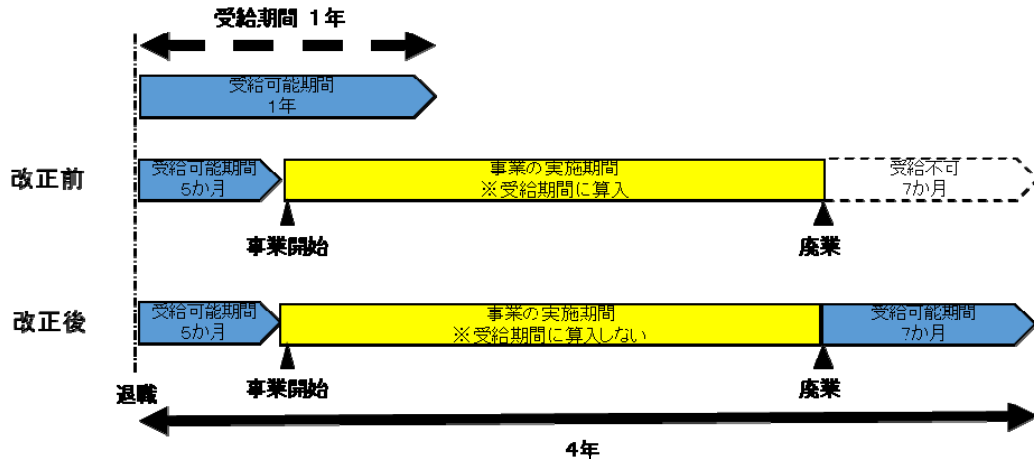 受給期間 1年
受給可能期間
1年
改正前
受給可能期間
5か月
事業の実施期間
※受給期間に算入
受給不可
7か月
事業開始
廃業
改正後
受給可能期間
5か月
事業の実施期間
※受給期間に算入しない
受給可能期間
7か月
退職
事業開始
廃業
4年